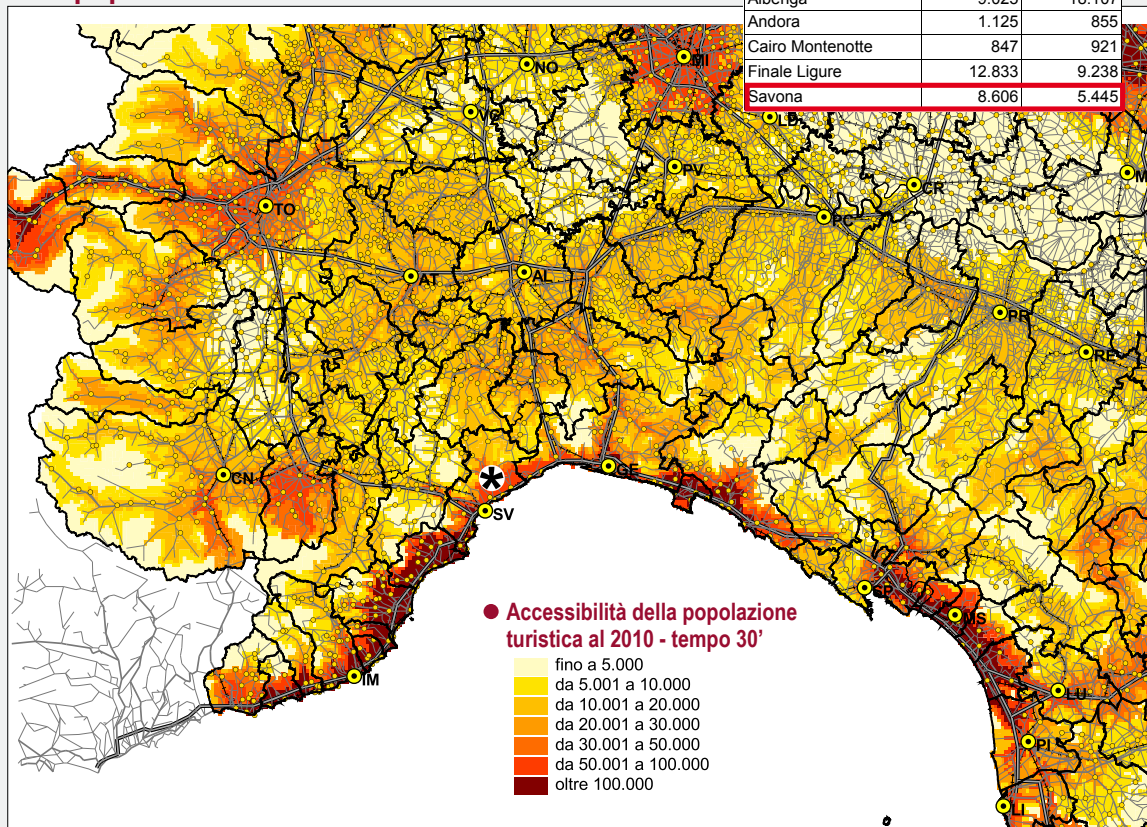 Andora 1.125 855
Cairo Montenotte 847 921
Finale Ligure 12.833 9.238
Savona 8.606 5.445
NO
MI
PV
CR
TO
PC
AT
AL
PR
RE
CN
GE
*
SV
SP
MS
IM
LU
PI
LI
● Accessibilità della popolazione
turistica al 2010 - tempo 30’
fino a 5.000
da 5.001 a 10.000
da 10.001 a 20.000
da 20.001 a 30.000
da 30.001 a 50.000
da 50.001 a 100.000
oltre 100.000